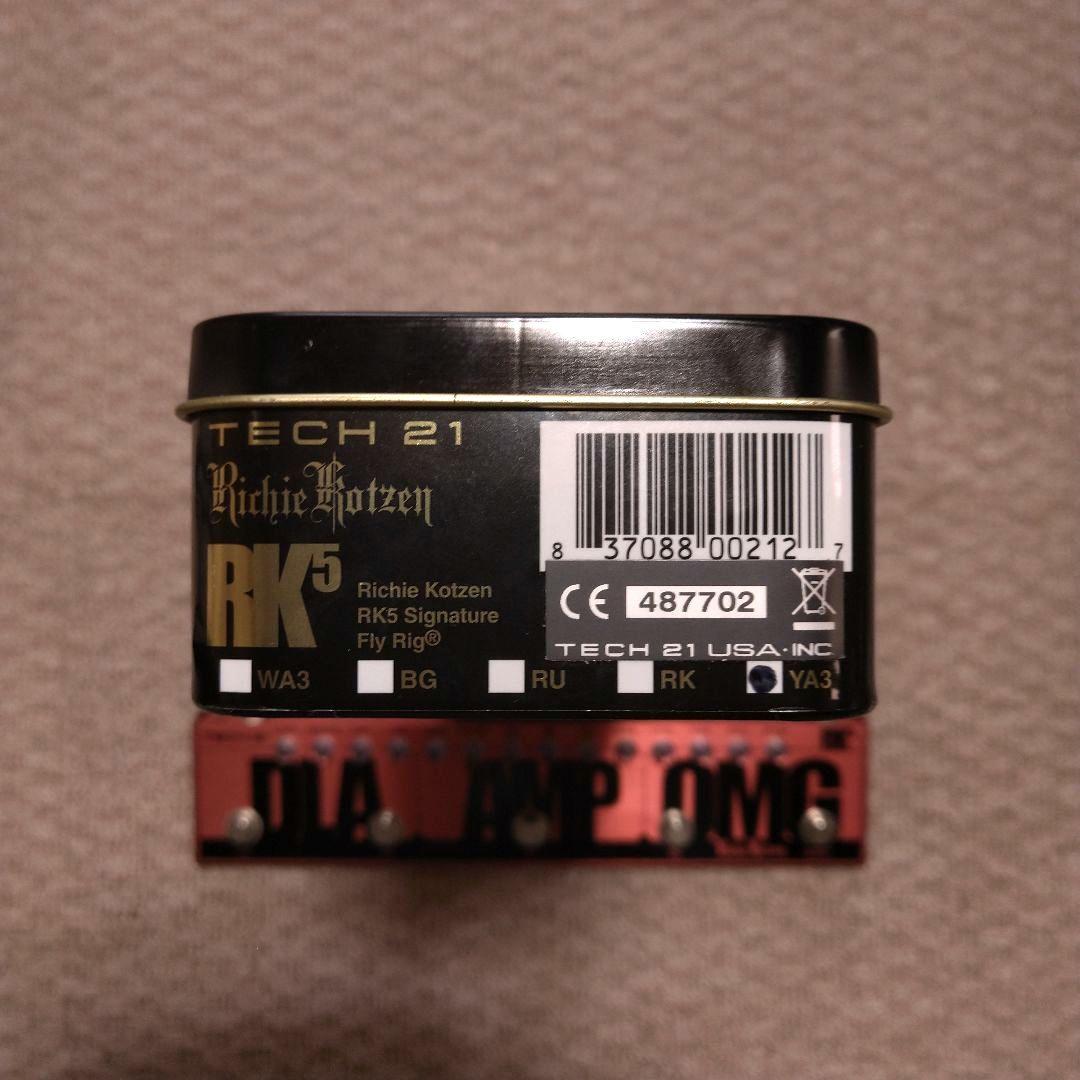 TECH 21
Richie Kotzen
RK5
Richie Kotzen
RK5 Signature
Fly Rig®
8 37088 00212 7
CE 487702
TECH 21 USA·INC
WA3 BG RU RK YA3
DLA AMP OMG